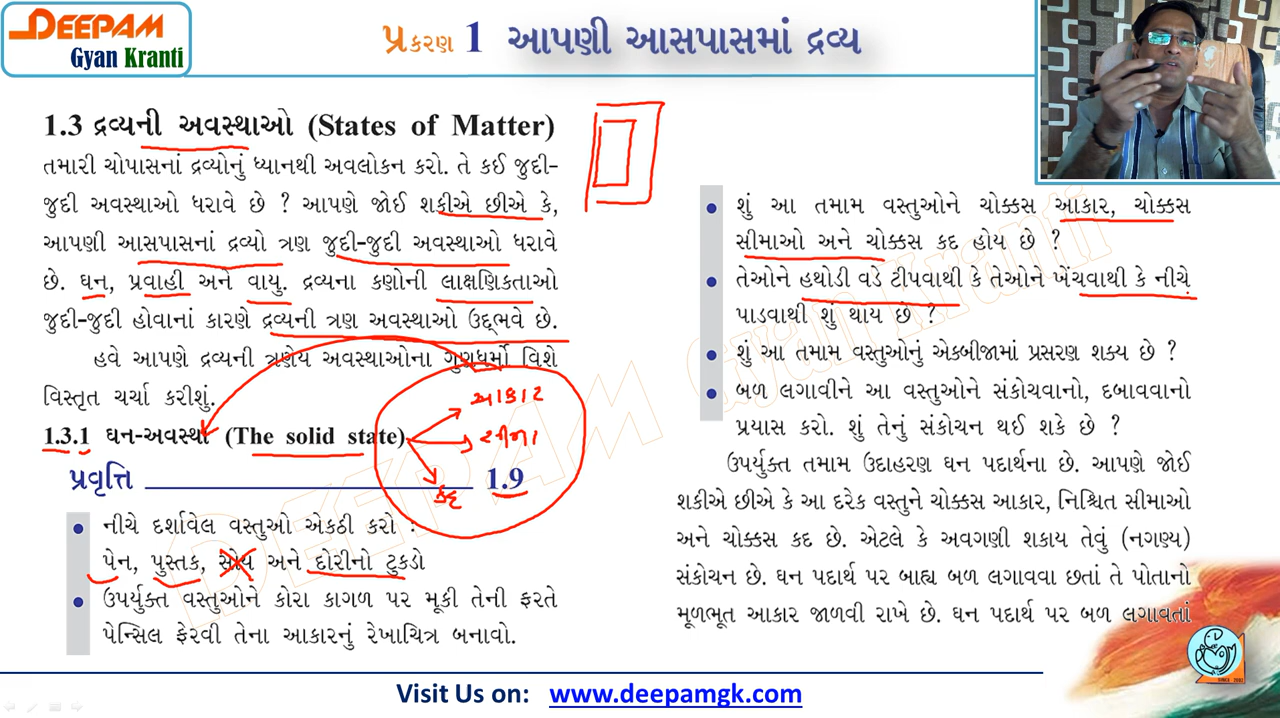 DEEPAM
Gyan Kranti
પ્રકરણ 1 આપણી આસપાસમાં દ્રવ્ય
1.3 દ્રવ્યની અવસ્થાઓ (States of Matter)
તમારી ચોપાસનાં દ્રવ્યોનું ધ્યાનથી અવલોકન કરો. તે કઈ જુદી-
જુદી અવસ્થાઓ ધરાવે છે ? આપણે જોઈ શકીએ છીએ કે,
આપણી આસપાસનાં દ્રવ્યો ત્રણ જુદી-જુદી અવસ્થાઓ ધરાવે
છે. ઘન, પ્રવાહી અને વાયુ. દ્રવ્યના કણોની લાક્ષણિકતાઓ
જુદી-જુદી હોવાનાં કારણે દ્રવ્યની ત્રણ અવસ્થાઓ ઉદ્ભવે છે.
હવે આપણે દ્રવ્યની ત્રણેય અવસ્થાઓના ગુણધર્મો વિશે
વિસ્તૃત ચર્ચા કરીશું.
1.3.1 ઘન-અવસ્થા (The solid state)
આકાર
સીમા
કદ
પ્રવૃત્તિ 1.9
નીચે દર્શાવેલ વસ્તુઓ એકઠી કરો :
પેન, પુસ્તક, સોય અને દોરીનો ટુકડો
ઉપર્યુક્ત વસ્તુઓને કોરા કાગળ પર મૂકી તેની ફરતે
પેન્સિલ ફેરવી તેના આકારનું રેખાચિત્ર બનાવો.
શું આ તમામ વસ્તુઓને ચોક્કસ આકાર, ચોક્કસ
સીમાઓ અને ચોક્કસ કદ હોય છે ?
તેઓને હથોડી વડે ટીપવાથી કે તેઓને ખેંચવાથી કે નીચે
પાડવાથી શું થાય છે ?
શું આ તમામ વસ્તુઓનું એકબીજામાં પ્રસરણ શક્ય છે ?
બળ લગાવીને આ વસ્તુઓને સંકોચવાનો, દબાવવાનો
પ્રયાસ કરો. શું તેનું સંકોચન થઈ શકે છે ?
ઉપર્યુક્ત તમામ ઉદાહરણ ઘન પદાર્થના છે. આપણે જોઈ
શકીએ છીએ કે આ દરેક વસ્તુને ચોક્કસ આકાર, નિશ્ચિત સીમાઓ
અને ચોક્કસ કદ છે. એટલે કે અવગણી શકાય તેવું (નગણ્ય)
સંકોચન છે. ઘન પદાર્થ પર બાહ્ય બળ લગાવવા છતાં તે પોતાનો
મૂળભૂત આકાર જાળવી રાખે છે. ઘન પદાર્થ પર બળ લગાવતાં
DEEPAM Gyan Kranti
SINCE 1992
Visit Us on: www.deepamgk.com